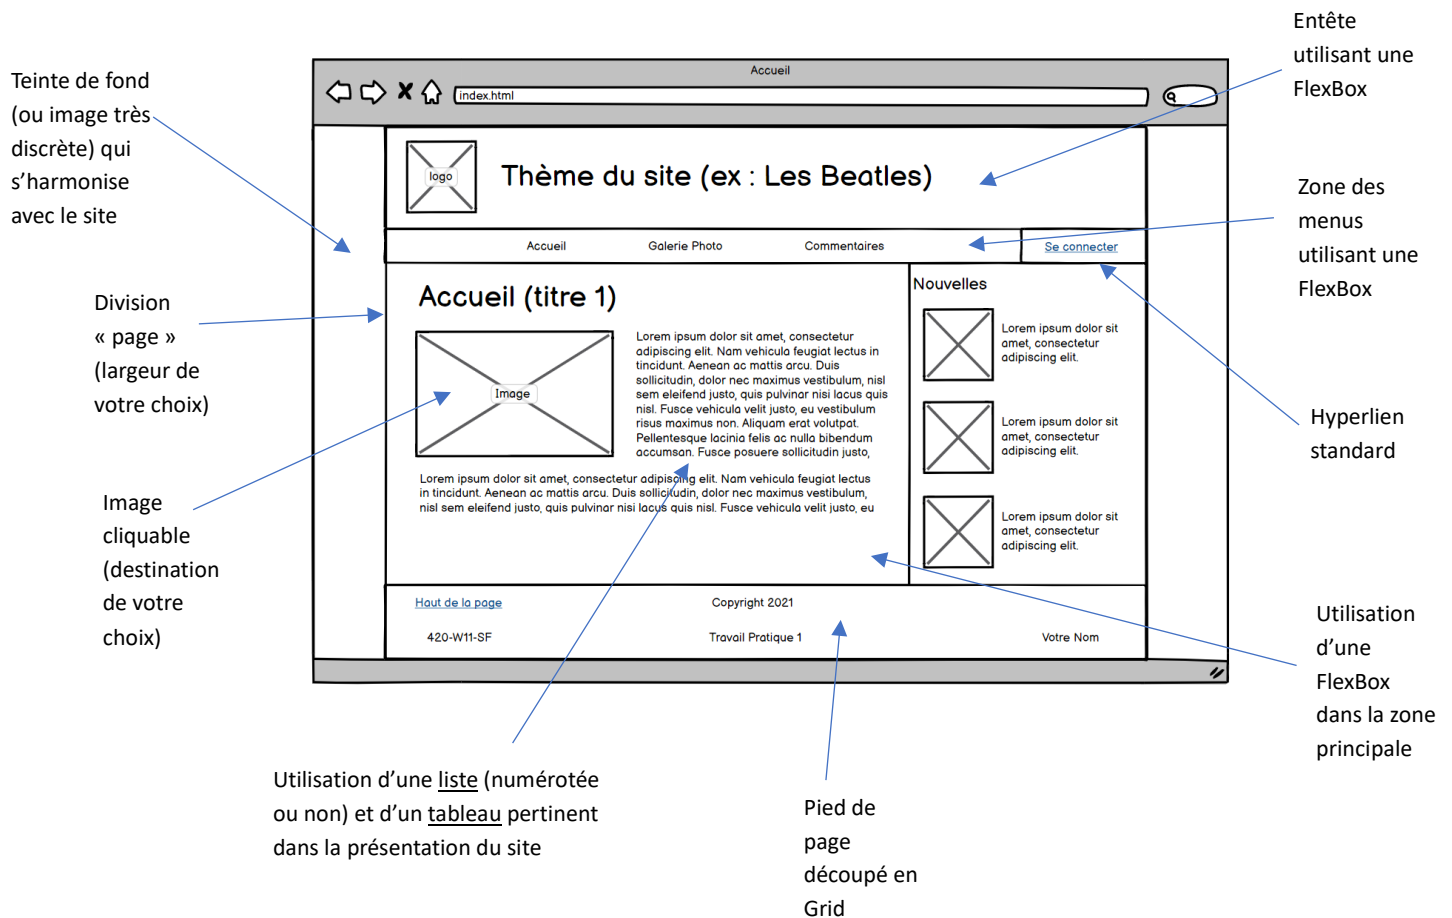 Entête
utilisant une
FlexBox
Teinte de fond
(ou image très
discrète) qui
s’harmonise
avec le site
Accueil
index.html
logo
Thème du site (ex : Les Beatles)
Zone des
menus
utilisant une
FlexBox
Accueil Galerie Photo Commentaires Se connecter
Division
« page »
(largeur de
votre choix)
Accueil (titre 1)
Image
Lorem ipsum dolor sit amet, consectetur
adipiscing elit. Nam vehicula feugiat lectus in
tincidunt. Aenean ac mattis arcu. Duis
sollicitudin, dolor nec maximus vestibulum, nisl
sem eleifend justo, quis pulvinar nisi lacus quis
nisl. Fusce vehicula velit justo, eu vestibulum
risus maximus non. Aliquam erat volutpat.
Pellentesque lacinia felis ac nulla bibendum
accumsan. Fusce posuere sollicitudin justo,
Lorem ipsum dolor sit amet, consectetur adipiscing elit. Nam vehicula feugiat lectus
in tincidunt. Aenean ac mattis arcu. Duis sollicitudin, dolor nec maximus vestibulum,
nisl sem eleifend justo, quis pulvinar nisi lacus quis nisl. Fusce vehicula velit justo, eu
Nouvelles
Lorem ipsum dolor sit
amet, consectetur
adipiscing elit.
Lorem ipsum dolor sit
amet, consectetur
adipiscing elit.
Lorem ipsum dolor sit
amet, consectetur
adipiscing elit.
Hyperlien
standard
Image
cliquable
(destination
de votre
choix)
Haut de la page Copyright 2021
420-W11-SF Travail Pratique 1 Votre Nom
Utilisation
d’une
FlexBox
dans la zone
principale
Utilisation d’une liste (numérotée
ou non) et d’un tableau pertinent
dans la présentation du site
Pied de
page
découpé en
Grid